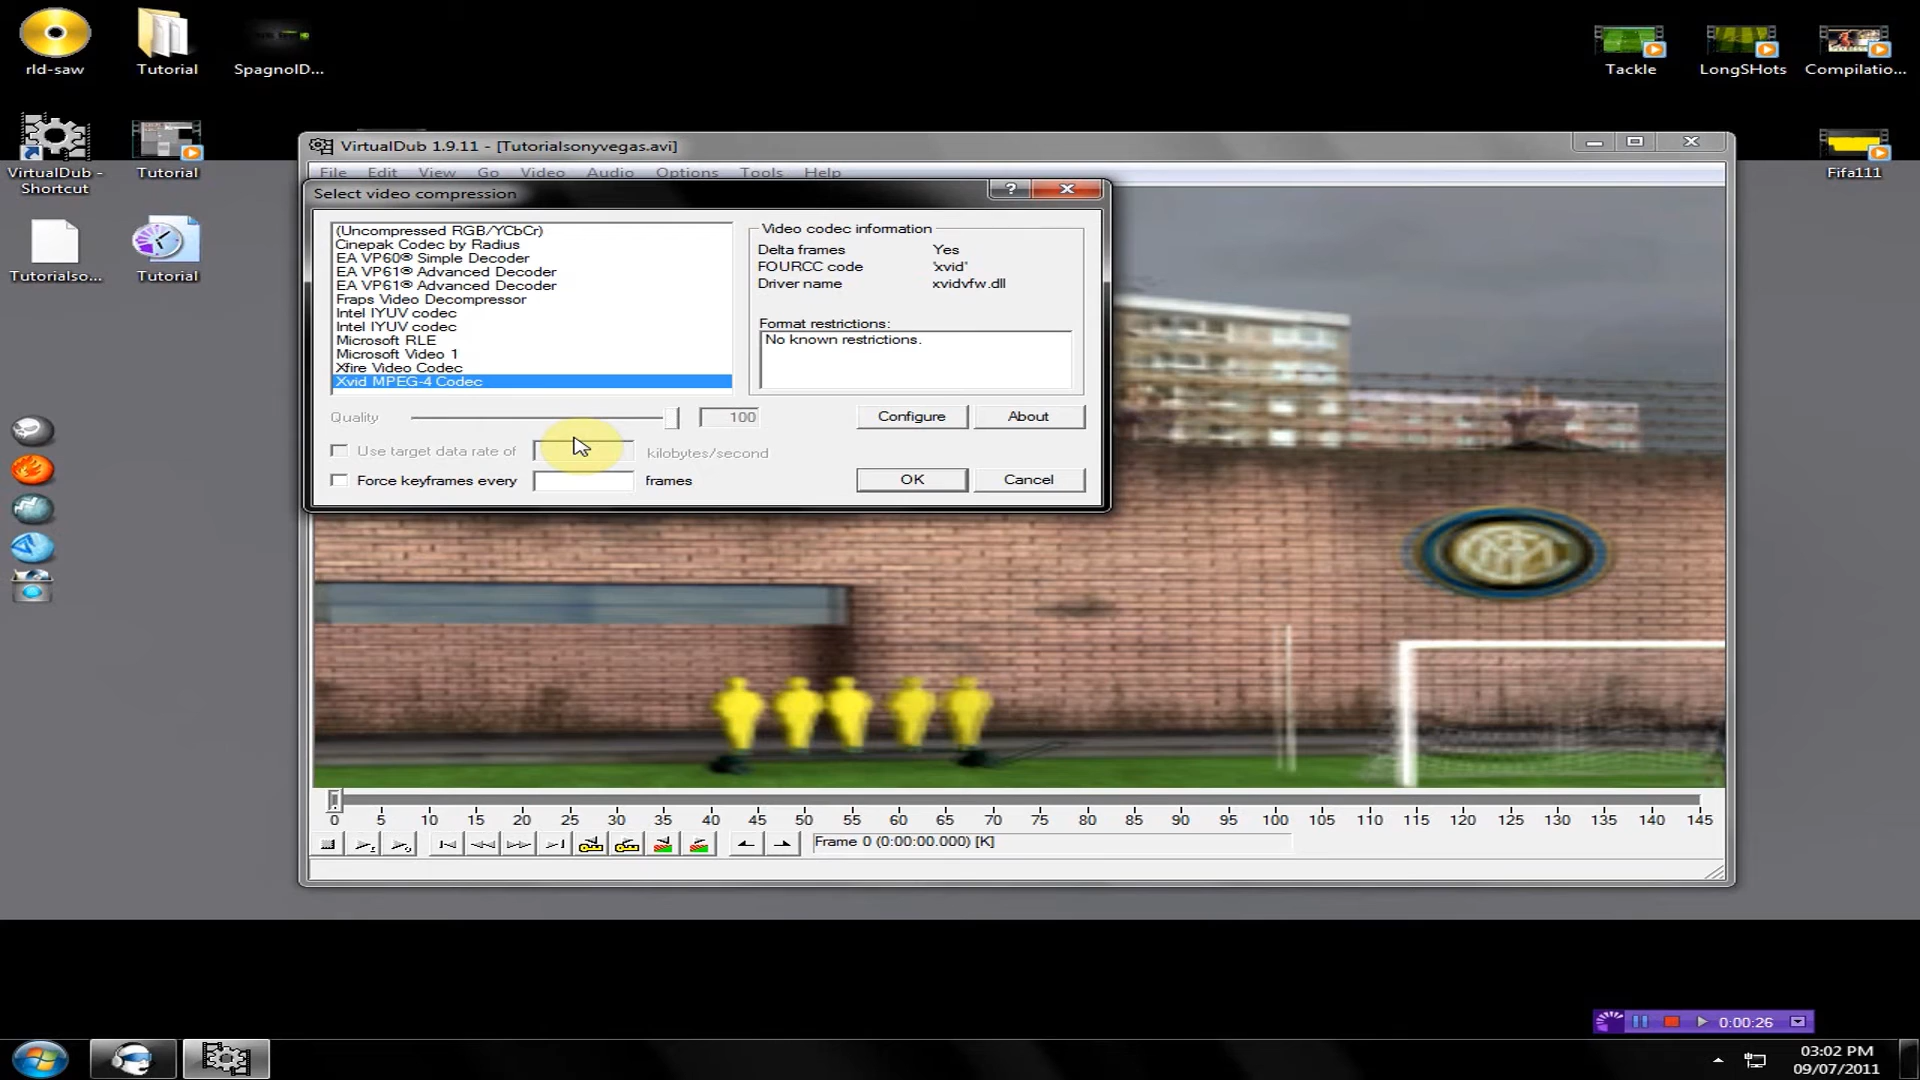 rld-saw
Tutorial
SpagnolD...
Tackle
LongSHots
Compilatio...
VirtualDub -
Shortcut
Tutorial
Fifa111
Tutorialso...
Tutorial
VirtualDub 1.9.11 - [Tutorialsonyvegas.avi]
File Edit View Go Video Audio Options Tools Help
Select video compression
(Uncompressed RGB/YCbCr)
Cinepak Codec by Radius
EA VP60® Simple Decoder
EA VP61® Advanced Decoder
EA VP61® Advanced Decoder
Fraps Video Decompressor
Intel IYUV codec
Intel IYUV codec
Microsoft RLE
Microsoft Video 1
Xfire Video Codec
Xvid MPEG-4 Codec
Video codec information
Delta frames Yes
FOURCC code 'xvid'
Driver name xvidvfw.dll
Format restrictions:
No known restrictions.
Quality 100
Configure About
Use target data rate of kilobytes/second
Force keyframes every frames
OK Cancel
0 5 10 15 20 25 30 35 40 45 50 55 60 65 70 75 80 85 90 95 100 105 110 115 120 125 130 135 140 145
Frame 0 (0:00:00.000) [K]
0:00:26
03:02 PM
09/07/2011